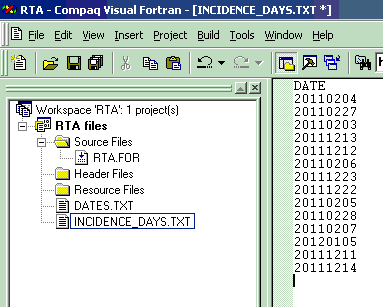 RTA - Compaq Visual Fortran - [INCIDENCE_DAYS.TXT *]
File Edit View Insert Project Build Tools Window Help
Workspace 'RTA': 1 project(s)
RTA files
Source Files
RTA.FOR
Header Files
Resource Files
DATES.TXT
INCIDENCE_DAYS.TXT
DATE
20110204
20110227
20110203
20111213
20111212
20110206
20111223
20111222
20110205
20110228
20110207
20120105
20111211
20111214